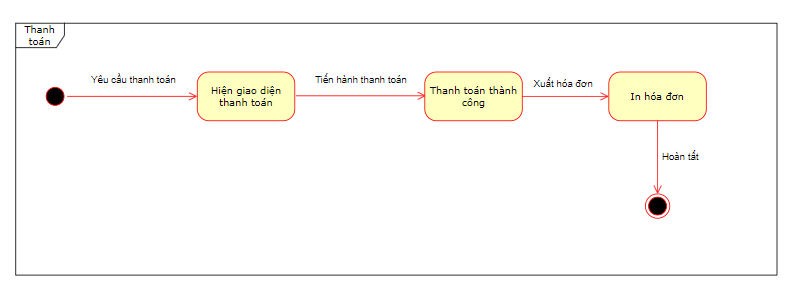 Thanh
toán
Yêu cầu thanh toán
Hiện giao diện
thanh toán
Tiến hành thanh toán
Thanh toán thành
công
Xuất hóa đơn
In hóa đơn
Hoàn tất